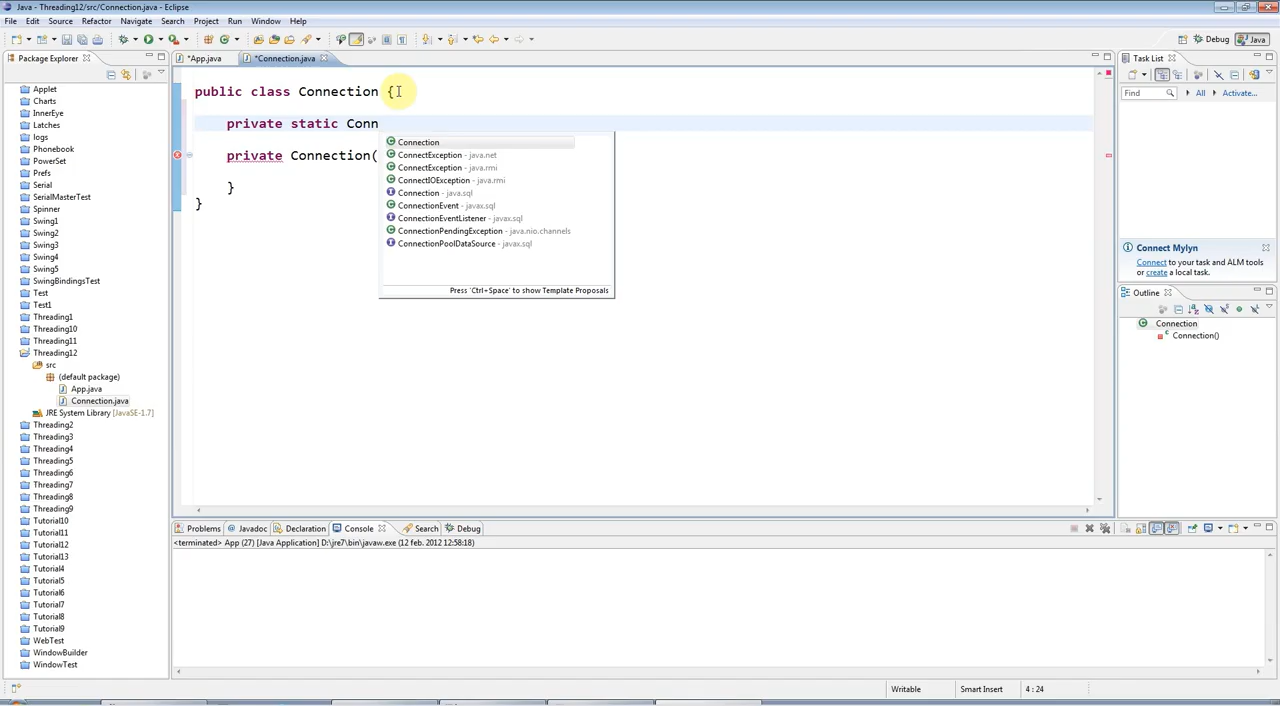 Java - Threading12/src/Connection.java - Eclipse
File Edit Source Refactor Navigate Search Project Run Window Help
Debug Java
Package Explorer
Applet
Charts
InnerEye
Latches
logs
Phonebook
PowerSet
Prefs
Serial
SerialMasterTest
Spinner
Swing1
Swing2
Swing3
Swing4
Swing5
SwingBindingsTest
Test
Test1
Threading1
Threading10
Threading11
Threading12
src
(default package)
App.java
Connection.java
JRE System Library [JavaSE-1.7]
Threading2
Threading3
Threading4
Threading5
Threading6
Threading7
Threading8
Threading9
Tutorial10
Tutorial11
Tutorial12
Tutorial13
Tutorial4
Tutorial5
Tutorial6
Tutorial7
Tutorial8
Tutorial9
WebTest
WindowBuilder
WindowTest
*App.java *Connection.java
public class Connection {
private static Conn
private Connection(
}
}
Connection
ConnectException - java.net
ConnectException - java.rmi
ConnectIOException - java.rmi
Connection - java.sql
ConnectionEvent - javax.sql
ConnectionEventListener - javax.sql
ConnectionPendingException - java.nio.channels
ConnectionPoolDataSource - javax.sql
Press 'Ctrl+Space' to show Template Proposals
Task List
Find All Activate...
Connect Mylyn
Connect to your task and ALM tools
or create a local task.
Outline
Connection
Connection()
Problems Javadoc Declaration Console Search Debug
<terminated> App (27) [Java Application] D:\jre7\bin\javaw.exe (12 feb. 2012 12:58:18)
Writable Smart Insert 4 : 24